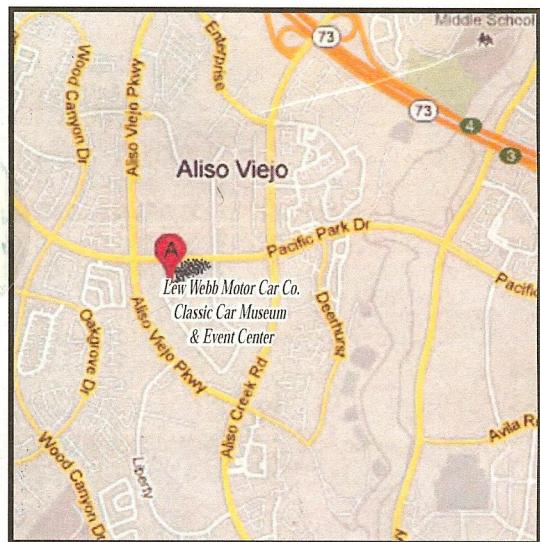 Middle School
73
Enterprise
Wood Canyon Dr
Aliso Viejo Pkwy
73
4
3
Aliso Viejo
Pacific Park Dr
A
Pacific
Lew Webb Motor Car Co.
Classic Car Museum
& Event Center
Deerhurst
Oakgrove Dr
Aliso Viejo Pkwy
Aliso Creek Rd
Avila R
Wood Canyon Dr
Liberty
wy